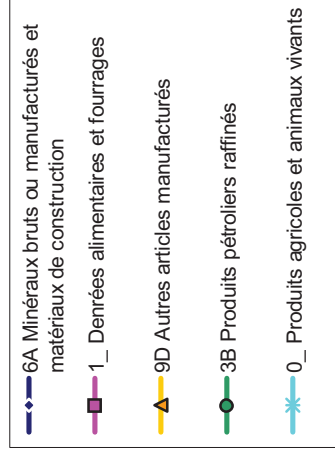 6A Minéraux bruts ou manufacturés et
matériaux de construction
1_ Denrées alimentaires et fourrages
9D Autres articles manufacturés
3B Produits pétroliers raffinés
0_ Produits agricoles et animaux vivants